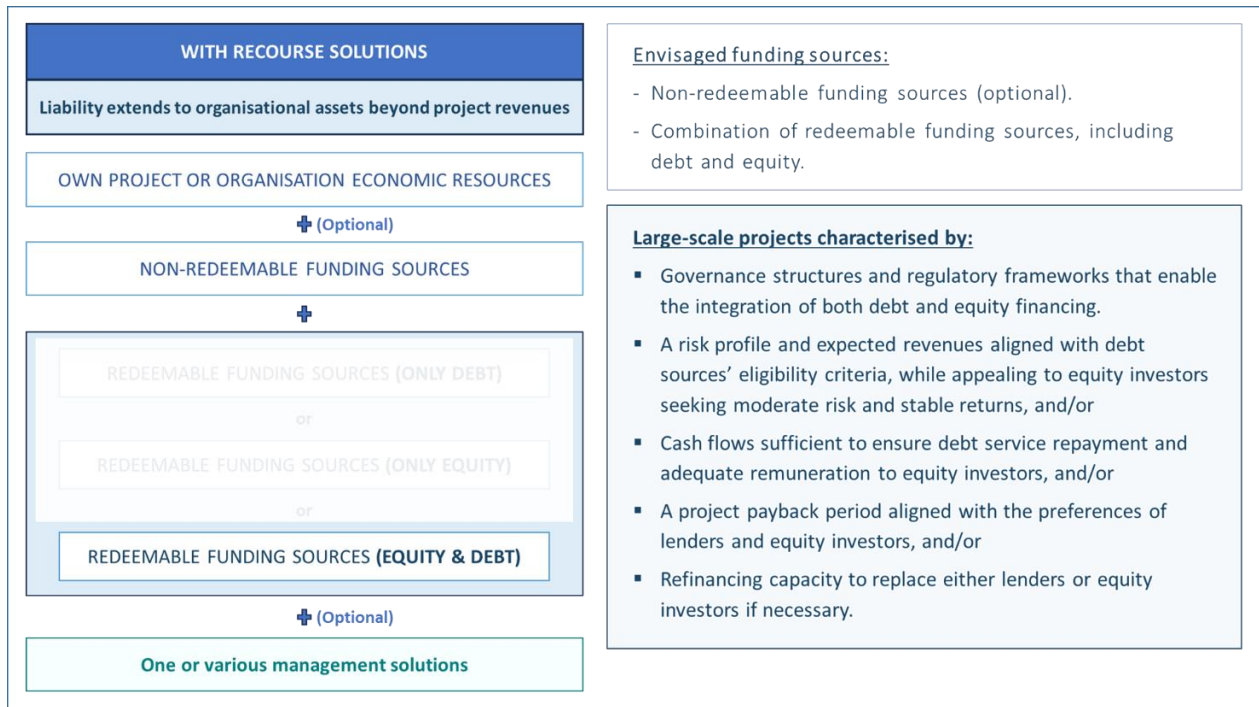 WITH RECOURSE SOLUTIONS
Liability extends to organisational assets beyond project revenues
OWN PROJECT OR ORGANISATION ECONOMIC RESOURCES
(Optional)
NON-REDEEMABLE FUNDING SOURCES
REDEEMABLE FUNDING SOURCES (ONLY DEBT)
or
REDEEMABLE FUNDING SOURCES (ONLY EQUITY)
or
REDEEMABLE FUNDING SOURCES (EQUITY & DEBT)
(Optional)
One or various management solutions
Envisaged funding sources:
- Non-redeemable funding sources (optional).
- Combination of redeemable funding sources, including
debt and equity.
Large-scale projects characterised by:
▪ Governance structures and regulatory frameworks that enable
the integration of both debt and equity financing.
▪ A risk profile and expected revenues aligned with debt
sources’ eligibility criteria, while appealing to equity investors
seeking moderate risk and stable returns, and/or
▪ Cash flows sufficient to ensure debt service repayment and
adequate remuneration to equity investors, and/or
▪ A project payback period aligned with the preferences of
lenders and equity investors, and/or
▪ Refinancing capacity to replace either lenders or equity
investors if necessary.